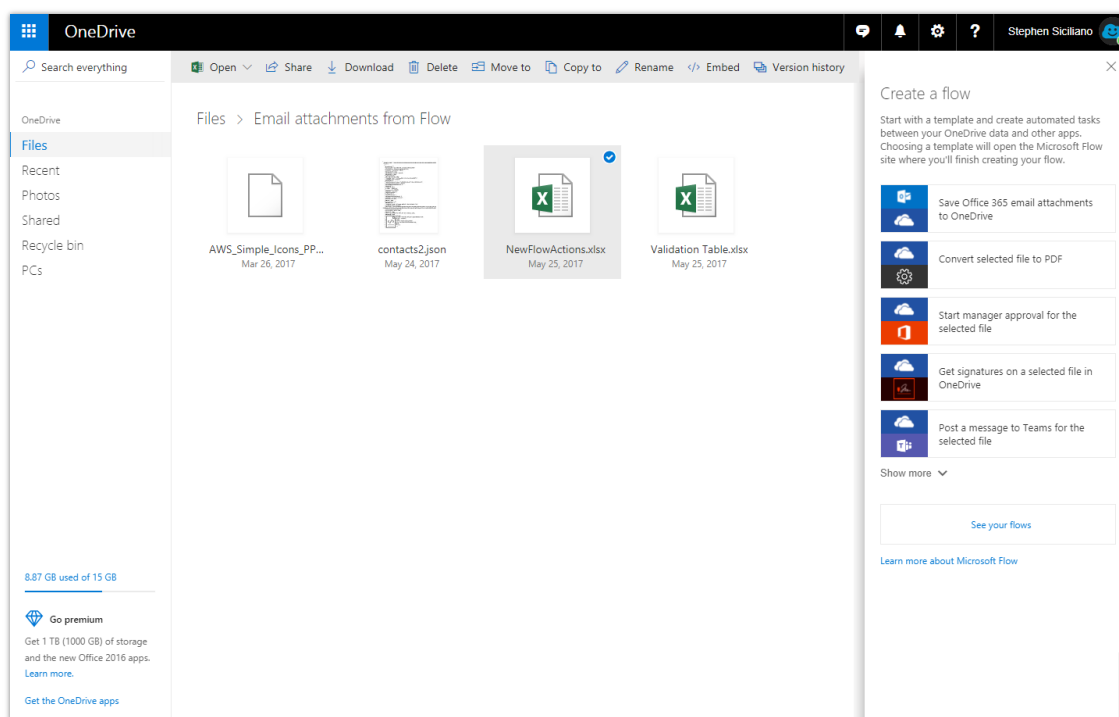 OneDrive
Stephen Siciliano
Search everything
Open
Share
Download
Delete
Move to
Copy to
Rename
Embed
Version history
OneDrive
Files
Recent
Photos
Shared
Recycle bin
PCs
8.87 GB used of 15 GB
Go premium
Get 1 TB (1000 GB) of storage
and the new Office 2016 apps.
Learn more.
Get the OneDrive apps
Files > Email attachments from Flow
AWS_Simple_Icons_PP...
Mar 26, 2017
contacts2.json
May 24, 2017
NewFlowActions.xlsx
May 25, 2017
Validation Table.xlsx
May 25, 2017
Create a flow
Start with a template and create automated tasks
between your OneDrive data and other apps.
Choosing a template will open the Microsoft Flow
site where you'll finish creating your flow.
Save Office 365 email attachments
to OneDrive
Convert selected file to PDF
Start manager approval for the
selected file
Get signatures on a selected file in
OneDrive
Post a message to Teams for the
selected file
Show more
See your flows
Learn more about Microsoft Flow